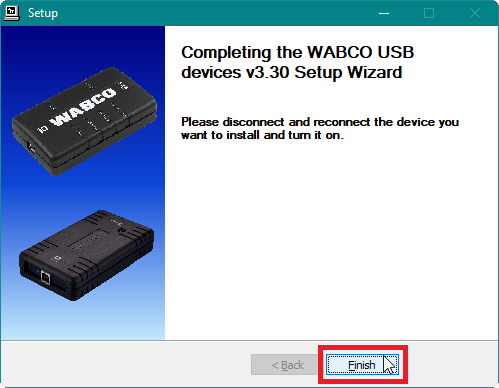 Setup
Completing the WABCO USB
devices v3.30 Setup Wizard
Please disconnect and reconnect the device you
want to install and turn it on.
WABCO
< Back
Finish